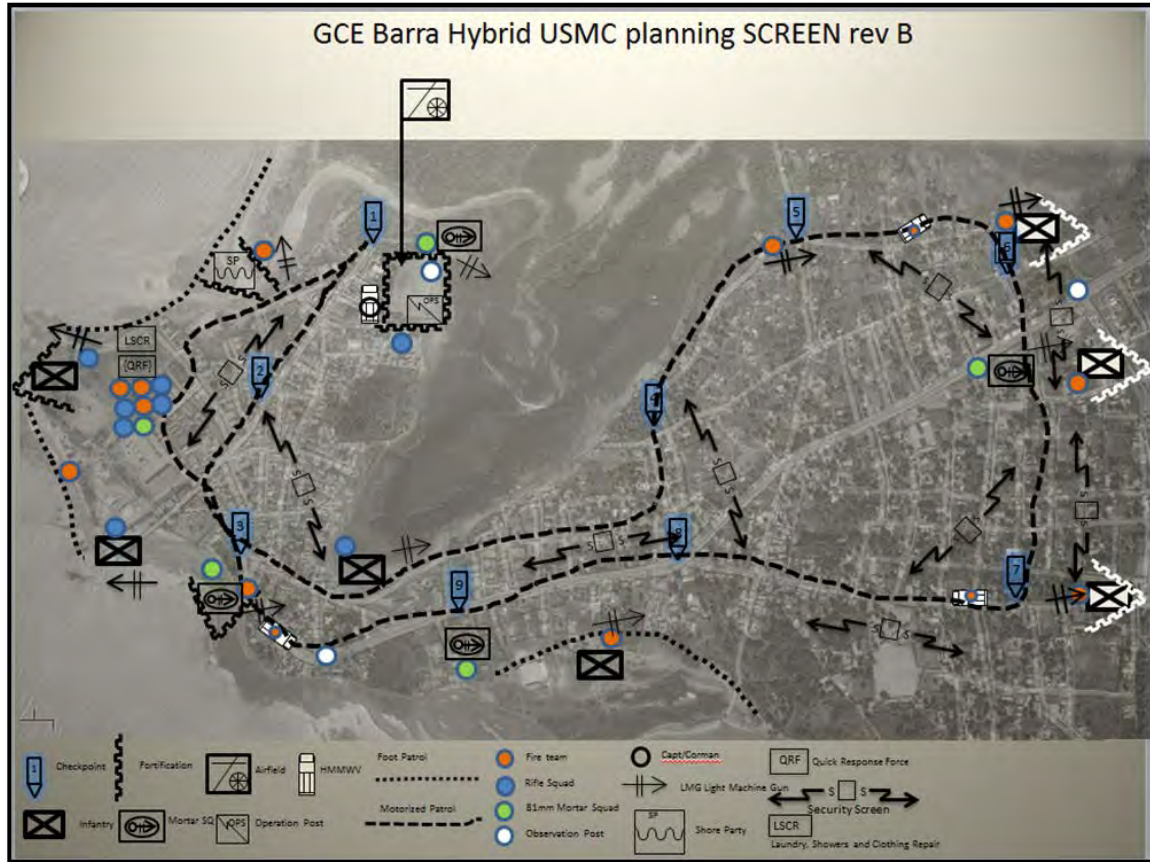 GCE Barra Hybrid USMC planning SCREEN rev B
1
5
SP
OPS
6
LSCR
(QRF)
S S
2
S S
S S
S S
4
S S
S S
3
S S
8
S S
S S
9
7
S S
1
Checkpoint
Fortification
Airfield
HMMWV
Foot Patrol
Fire team
Capt/Corman
QRF
Quick Response Force
Rifle Squad
LMG Light Machine Gun
S S
Security Screen
Infantry
Mortar SQ
OPS
Operation Post
Motorized Patrol
81mm Mortar Squad
Observation Post
SP
Shore Party
LSCR
Laundry, Showers and Clothing Repair